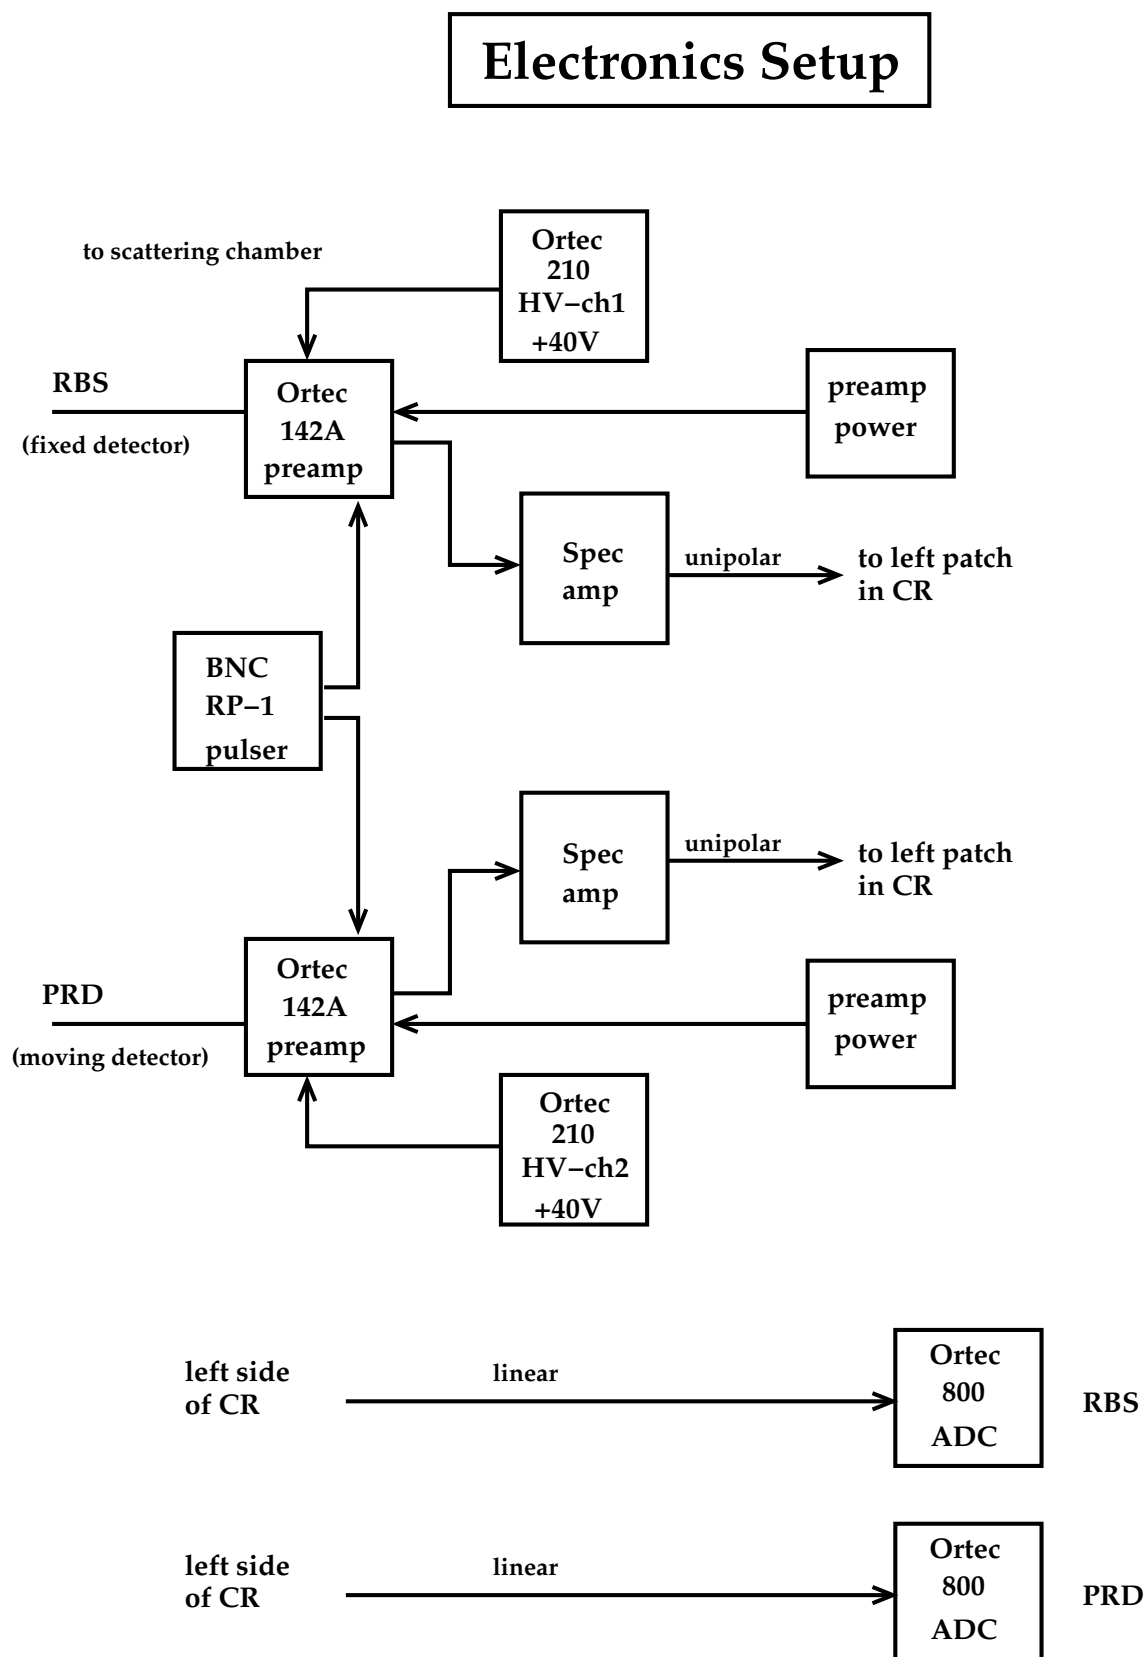 Electronics Setup
to scattering chamber
Ortec
210
HV−ch1
+40V
RBS
(fixed detector)
Ortec
142A
preamp
preamp
power
Spec
amp
unipolar
to left patch
in CR
BNC
RP−1
pulser
Spec
amp
unipolar
to left patch
in CR
PRD
(moving detector)
Ortec
142A
preamp
preamp
power
Ortec
210
HV−ch2
+40V
left side
of CR
linear
Ortec
800
ADC
RBS
left side
of CR
linear
Ortec
800
ADC
PRD